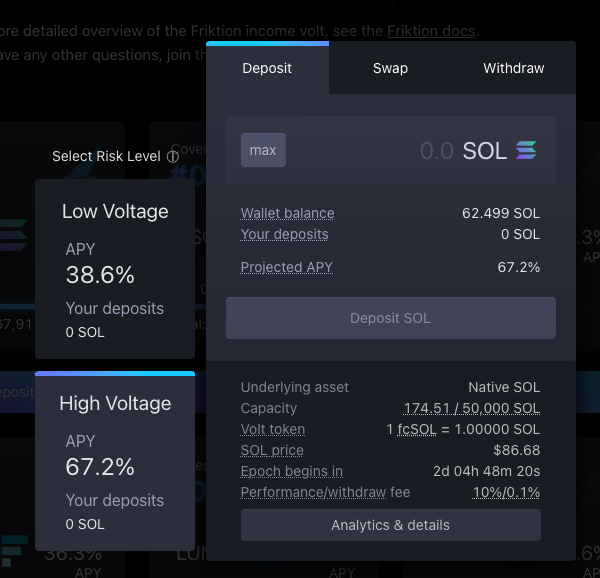 ore detailed overview of the Friktion income volt, see the Friktion docs.
ave any other questions, join th
Deposit
Swap
Withdraw
max
0.0 SOL
Select Risk Level
Low Voltage
APY
38.6%
Your deposits
0 SOL
Wallet balance 62.499 SOL
Your deposits 0 SOL
Projected APY 67.2%
Deposit SOL
High Voltage
APY
67.2%
Your deposits
0 SOL
Underlying asset Native SOL
Capacity 174.51 / 50,000 SOL
Volt token 1 fcSOL = 1.00000 SOL
SOL price $86.68
Epoch begins in 2d 04h 48m 20s
Performance/withdraw fee 10%/0.1%
Analytics & details
67,91
36.3%
APY
LUN
APY
.3%
AP
.6%
APY